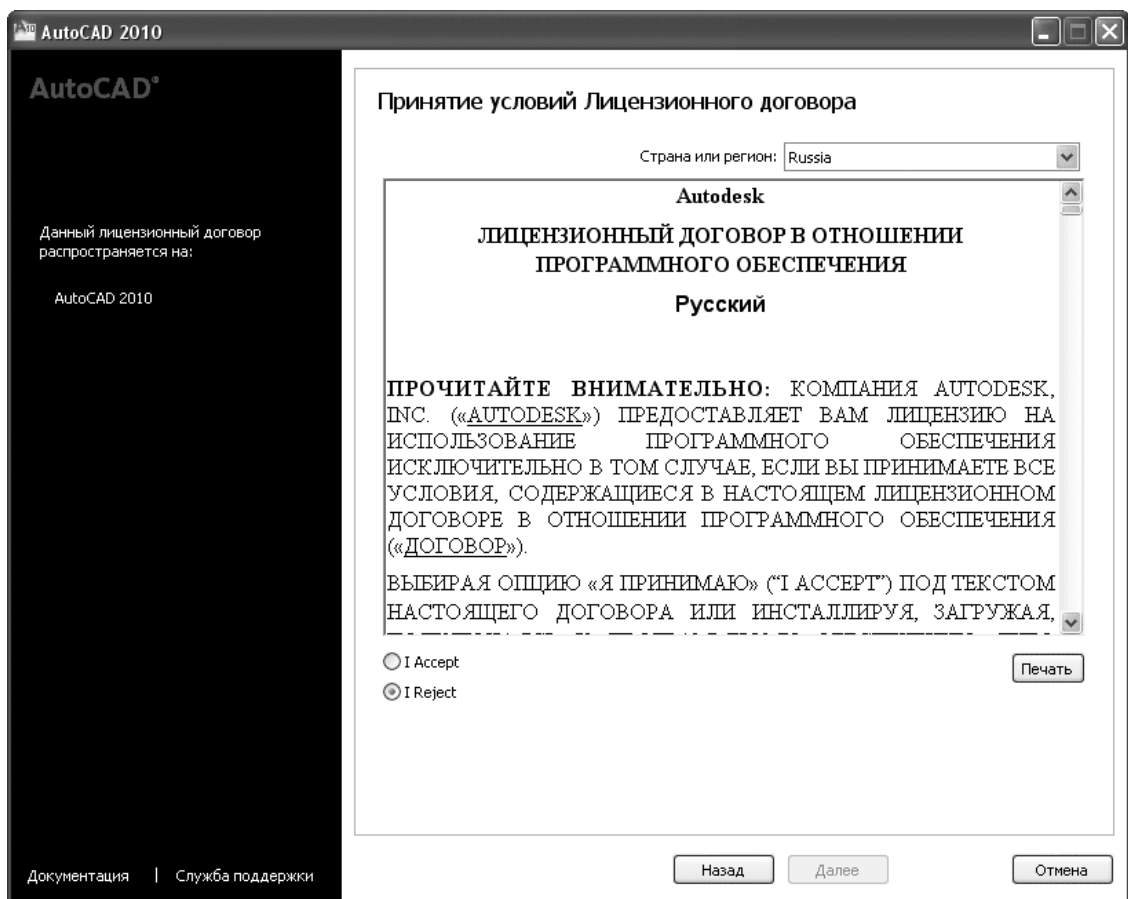 AutoCAD 2010
AutoCAD®
Принятие условий Лицензионного договора
Страна или регион: Russia
Данный лицензионный договор
распространяется на:
AutoCAD 2010
Autodesk
ЛИЦЕНЗИОННЫЙ ДОГОВОР В ОТНОШЕНИИ
ПРОГРАММНОГО ОБЕСПЕЧЕНИЯ
Русский
ПРОЧИТАЙТЕ ВНИМАТЕЛЬНО: КОМПАНИЯ AUTODESK,
INC. («AUTODESK») ПРЕДОСТАВЛЯЕТ ВАМ ЛИЦЕНЗИЮ НА
ИСПОЛЬЗОВАНИЕ ПРОГРАММНОГО ОБЕСПЕЧЕНИЯ
ИСКЛЮЧИТЕЛЬНО В ТОМ СЛУЧАЕ, ЕСЛИ ВЫ ПРИНИМАЕТЕ ВСЕ
УСЛОВИЯ, СОДЕРЖАЩИЕСЯ В НАСТОЯЩЕМ ЛИЦЕНЗИОННОМ
ДОГОВОРЕ В ОТНОШЕНИИ ПРОГРАММНОГО ОБЕСПЕЧЕНИЯ
(«ДОГОВОР»).
ВЫБИРАЯ ОПЦИЮ «Я ПРИНИМАЮ» (“I ACCEPT”) ПОД ТЕКСТОМ
НАСТОЯЩЕГО ДОГОВОРА ИЛИ ИНСТАЛЛИРУЯ, ЗАГРУЖАЯ,
I Accept
I Reject
Печать
Документация | Служба поддержки
Назад
Далее
Отмена